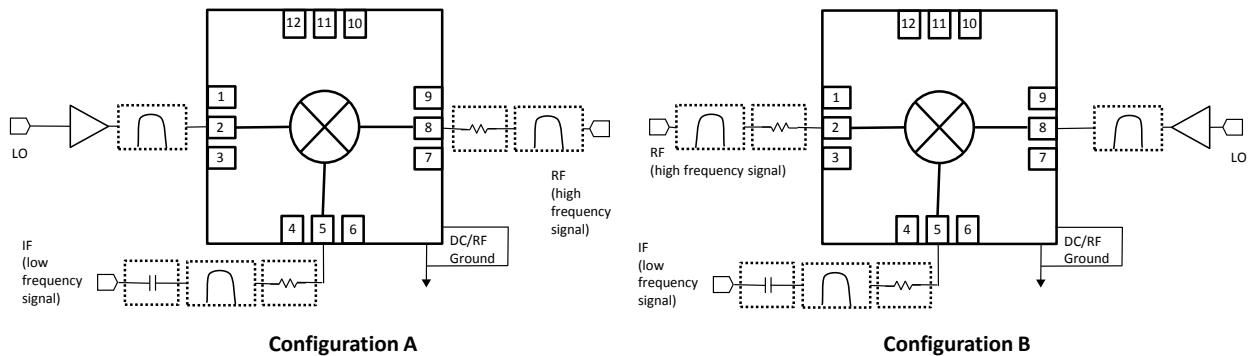 12 11 10
1
9
2
8
3
7
LO
RF
(high
frequency
signal)
4 5 6
IF
(low
frequency
signal)
DC/RF
Ground
Configuration A
12 11 10
1
9
2
8
3
7
RF
(high frequency signal)
LO
4 5 6
IF
(low
frequency
signal)
DC/RF
Ground
Configuration B